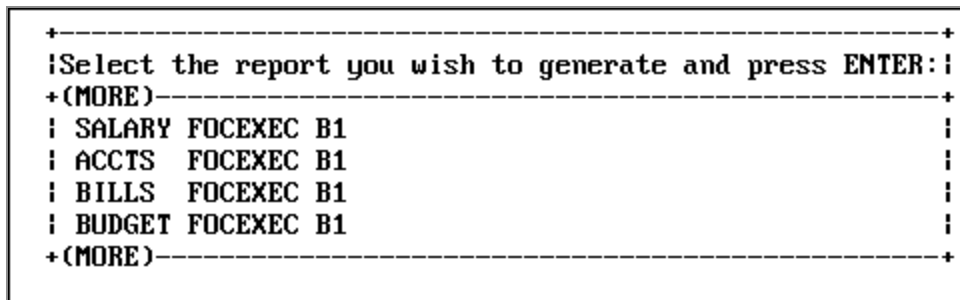 +-------------------------------------------------------+
¦Select the report you wish to generate and press ENTER:¦
+(MORE)-------------------------------------------------+
¦ SALARY FOCEXEC B1                                     ¦
¦ ACCTS  FOCEXEC B1                                     ¦
¦ BILLS  FOCEXEC B1                                     ¦
¦ BUDGET FOCEXEC B1                                     ¦
+(MORE)-------------------------------------------------+